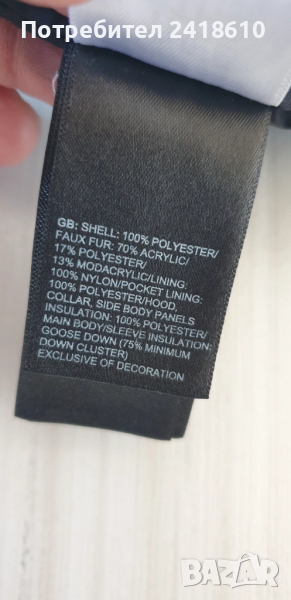 Потребител 2418610
GB: SHELL: 100% POLYESTER/
FAUX FUR: 70% ACRYLIC/
17% POLYESTER/
13% MODACRYLIC/LINING:
100% NYLON/POCKET LINING:
100% POLYESTER/HOOD,
COLLAR, SIDE BODY PANELS
INSULATION: 100% POLYESTER/
MAIN BODY/SLEEVE INSULATION:
GOOSE DOWN (75% MINIMUM
DOWN CLUSTER)
EXCLUSIVE OF DECORATION
BAZAR